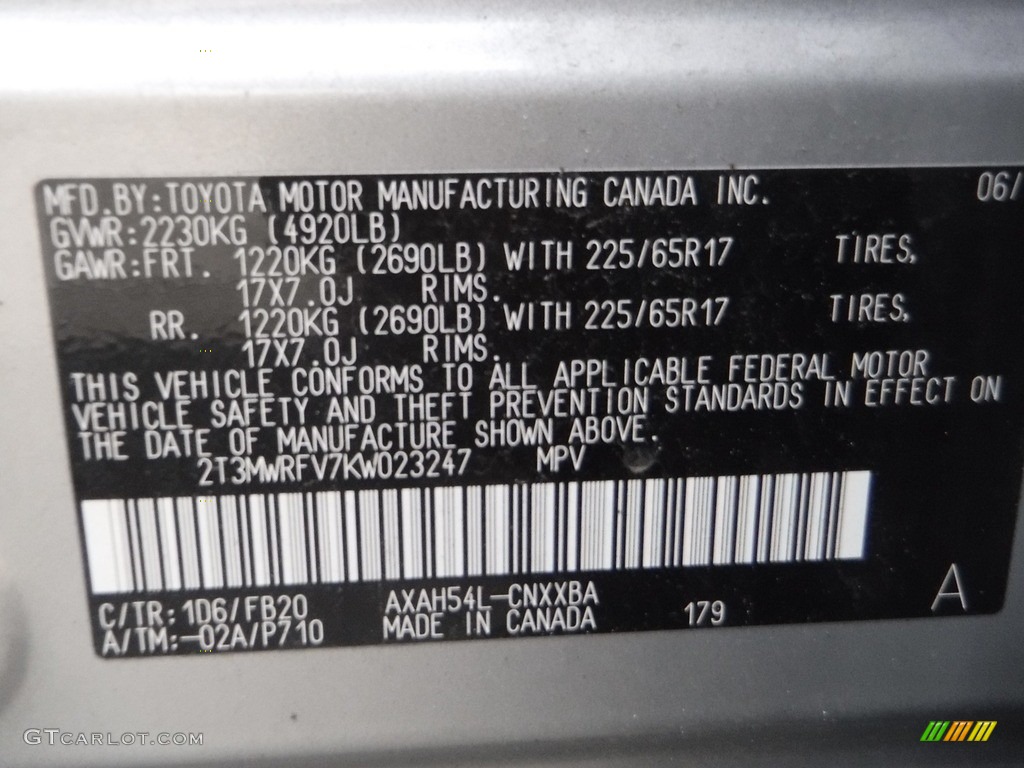 MFD.BY:TOYOTA MOTOR MANUFACTURING CANADA INC. 06/
GVWR:2230KG (4920LB)
GAWR:FRT. 1220KG (2690LB) WITH 225/65R17 TIRES,
17X7.0J RIMS.
RR. 1220KG (2690LB) WITH 225/65R17 TIRES,
17X7.0J RIMS.
THIS VEHICLE CONFORMS TO ALL APPLICABLE FEDERAL MOTOR
VEHICLE SAFETY AND THEFT PREVENTION STANDARDS IN EFFECT ON
THE DATE OF MANUFACTURE SHOWN ABOVE.
2T3MWRFV7KW023247 MPV
C/TR:1D6/FB20 AXAH54L-CNXXBA 179 A
A/TM:-02A/P710 MADE IN CANADA
GTCARLOT.COM